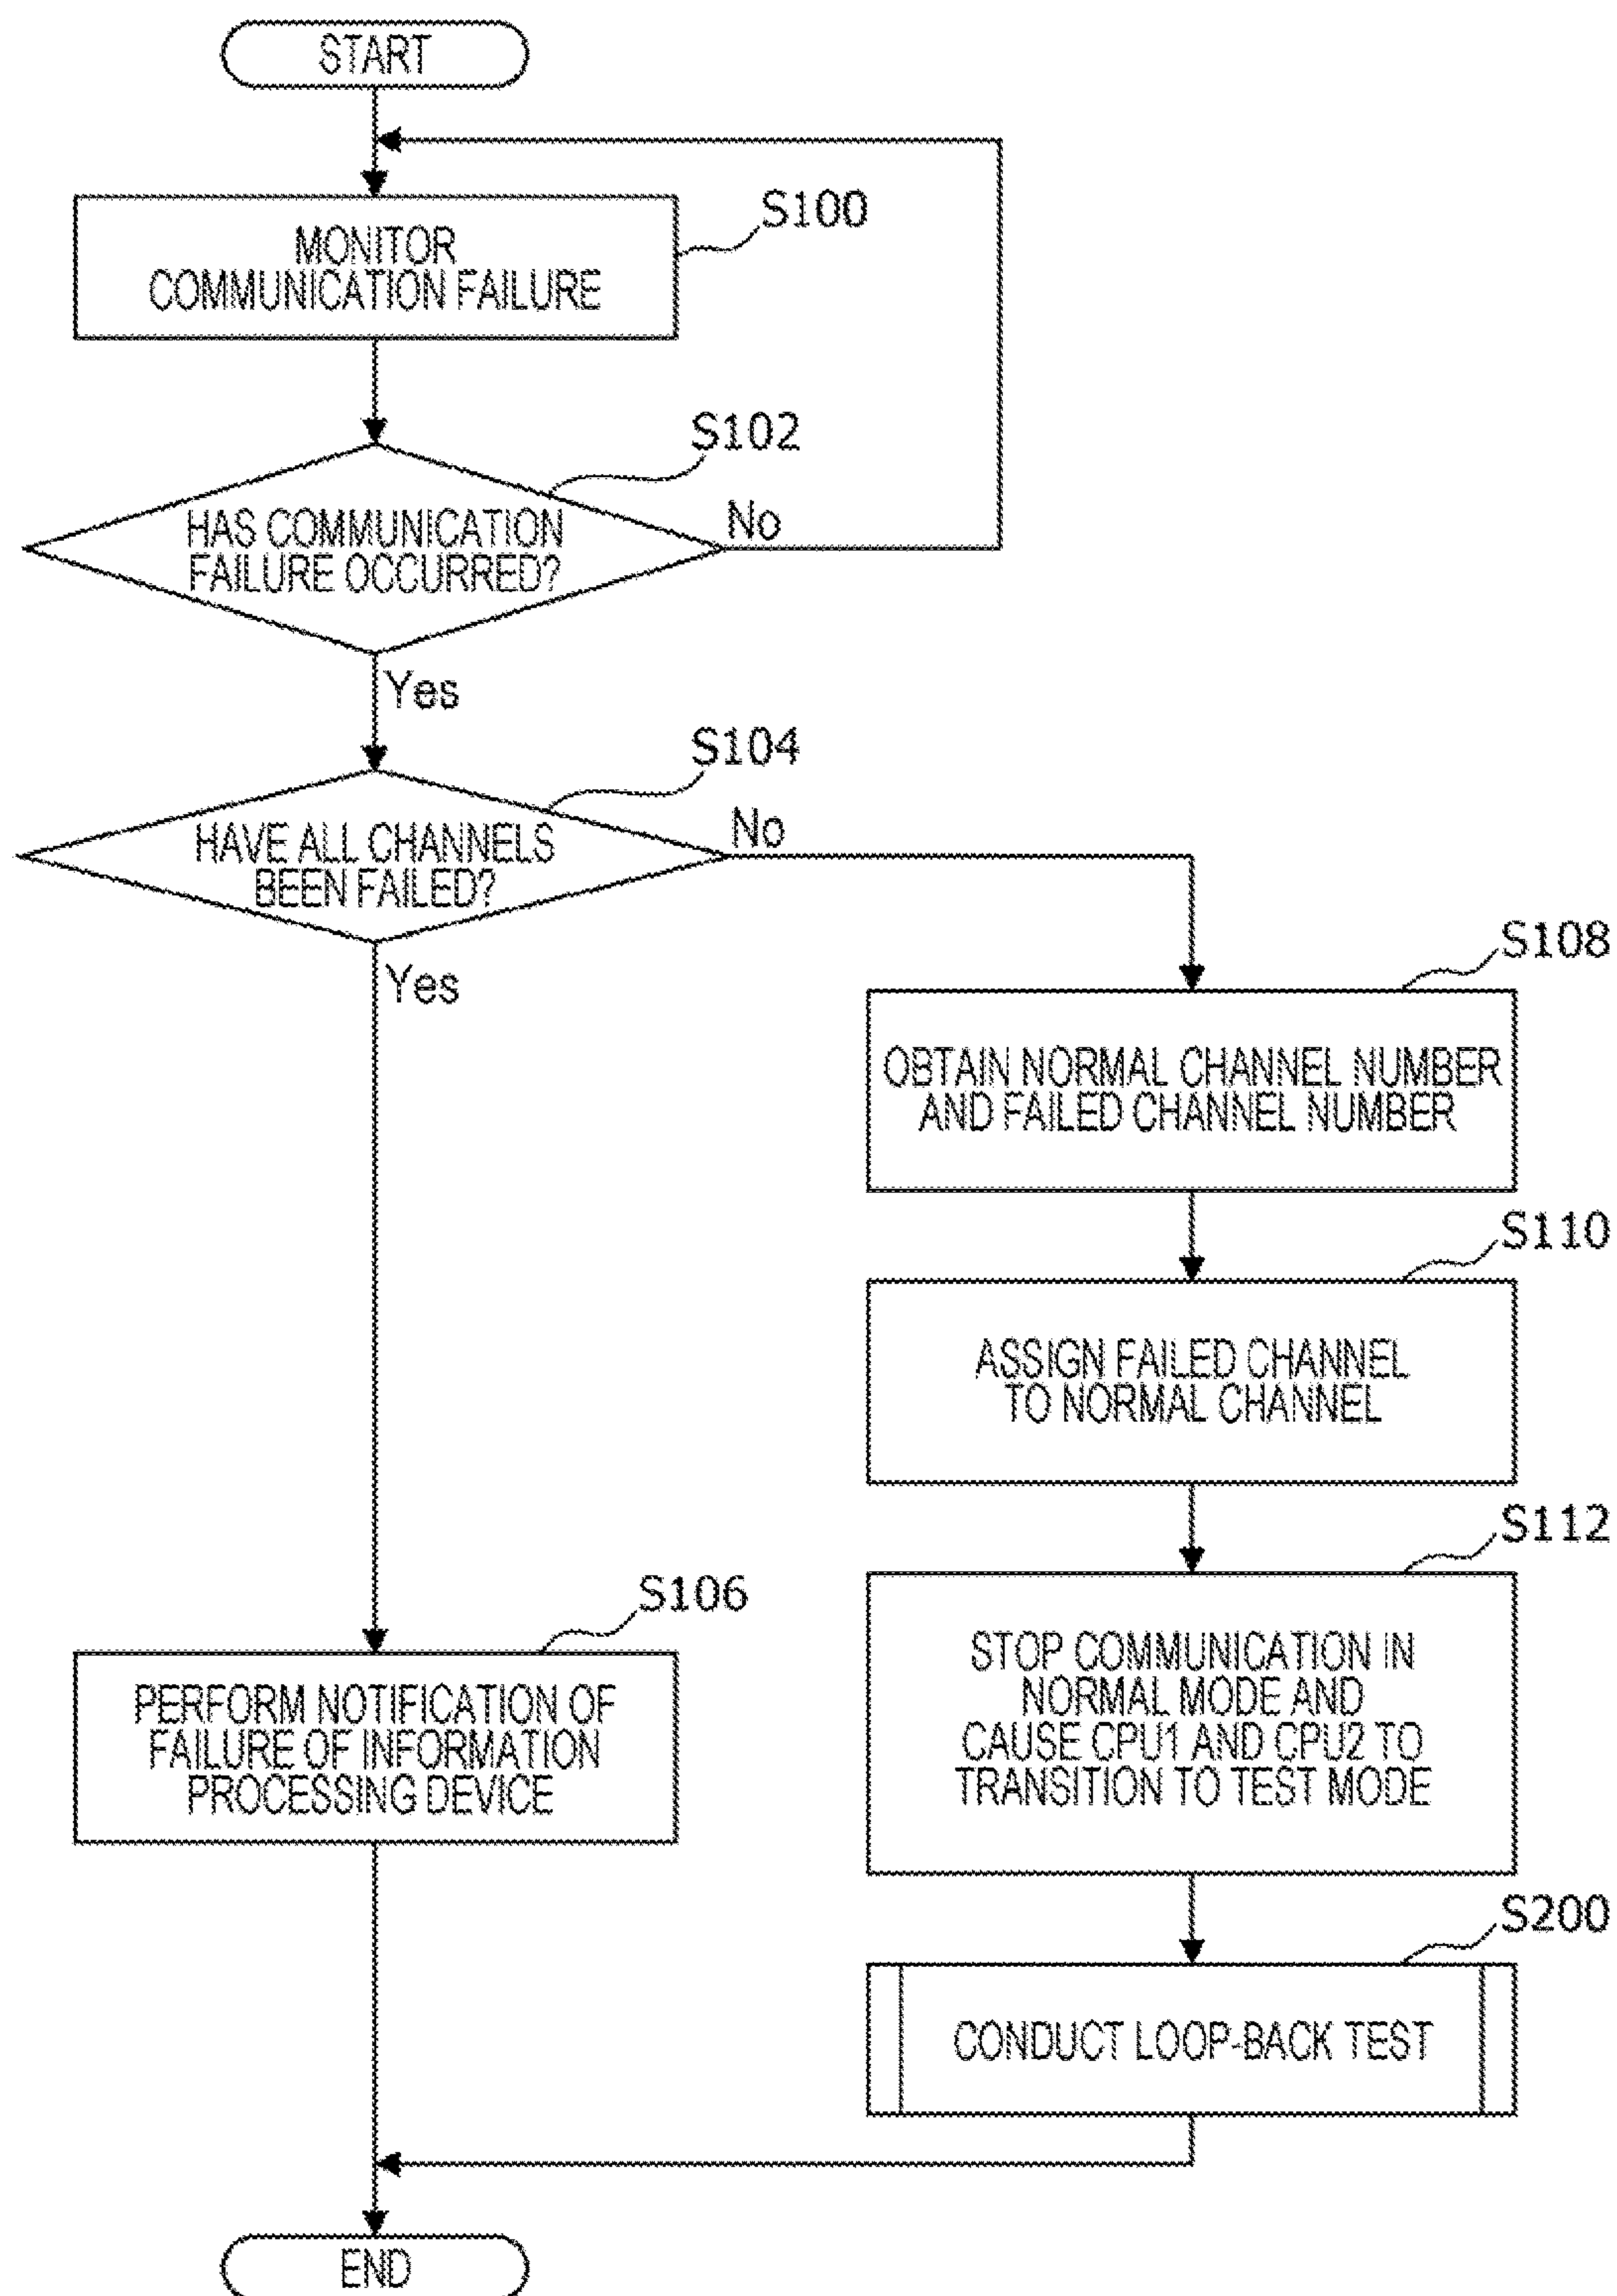 START
S100
MONITOR
COMMUNICATION FAILURE
S102
HAS COMMUNICATION
FAILURE OCCURRED?
No
Yes
S104
HAVE ALL CHANNELS
BEEN FAILED?
No
Yes
S108
OBTAIN NORMAL CHANNEL NUMBER
AND FAILED CHANNEL NUMBER
S110
ASSIGN FAILED CHANNEL
TO NORMAL CHANNEL
S112
STOP COMMUNICATION IN
NORMAL MODE AND
CAUSE CPU1 AND CPU2 TO
TRANSITION TO TEST MODE
S106
PERFORM NOTIFICATION OF
FAILURE OF INFORMATION
PROCESSING DEVICE
S200
CONDUCT LOOP-BACK TEST
END